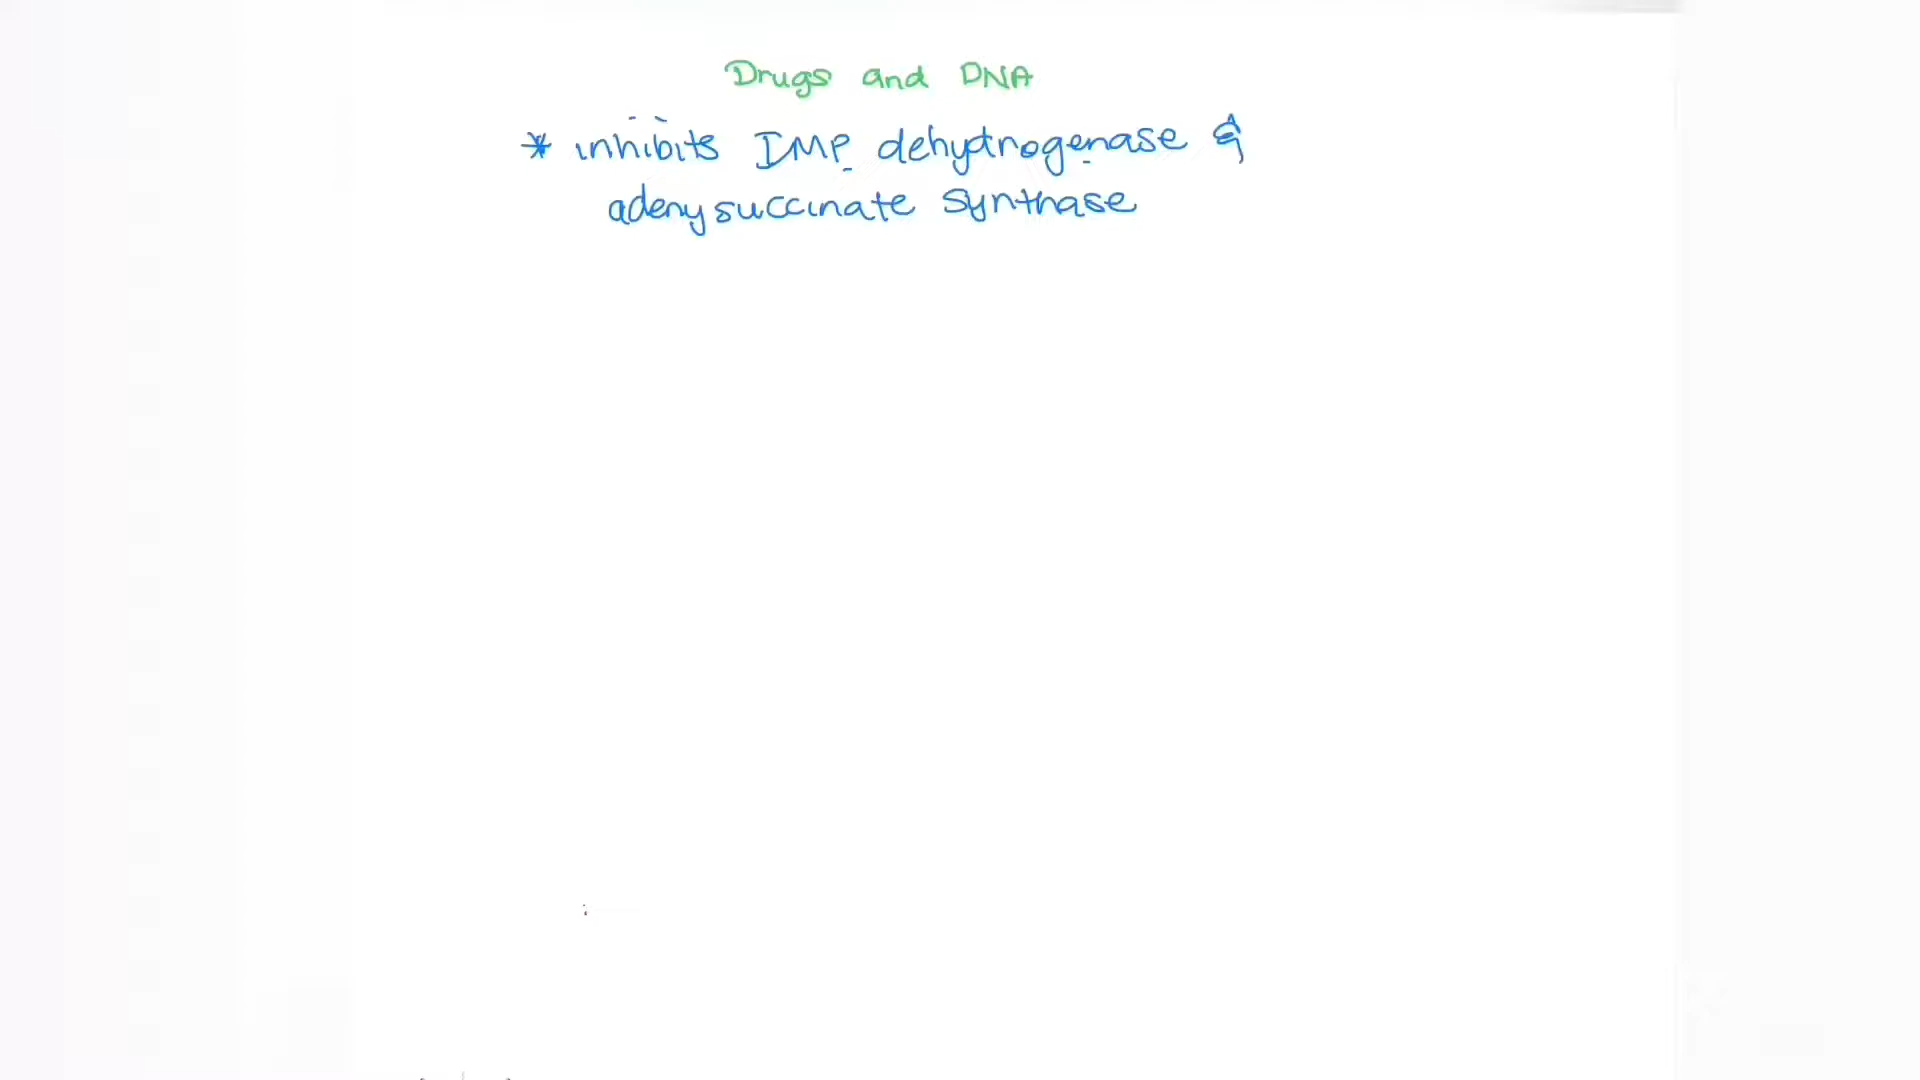 Drugs and DNA
* inhibits IMP dehydrogenase &
adenysuccinate synthase